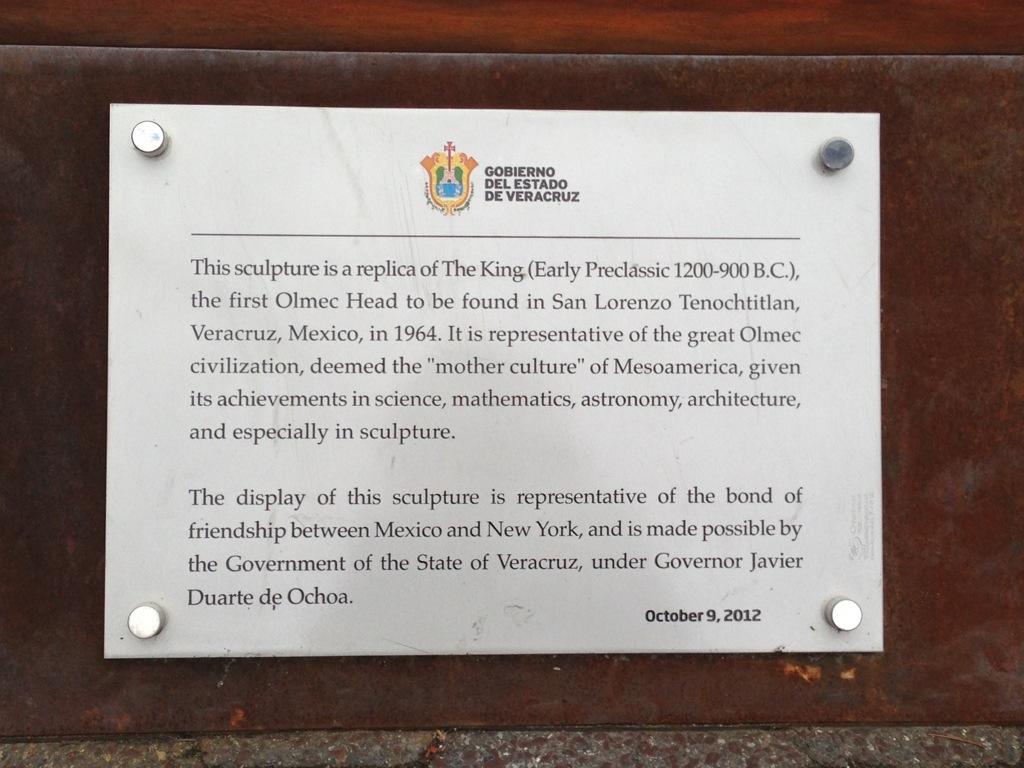 GOBIERNO
DEL ESTADO
DE VERACRUZ
This sculpture is a replica of The King (Early Preclassic 1200-900 B.C.),
the first Olmec Head to be found in San Lorenzo Tenochtitlan,
Veracruz, Mexico, in 1964. It is representative of the great Olmec
civilization, deemed the "mother culture" of Mesoamerica, given
its achievements in science, mathematics, astronomy, architecture,
and especially in sculpture.
The display of this sculpture is representative of the bond of
friendship between Mexico and New York, and is made possible by
the Government of the State of Veracruz, under Governor Javier
Duarte de Ochoa.
October 9, 2012